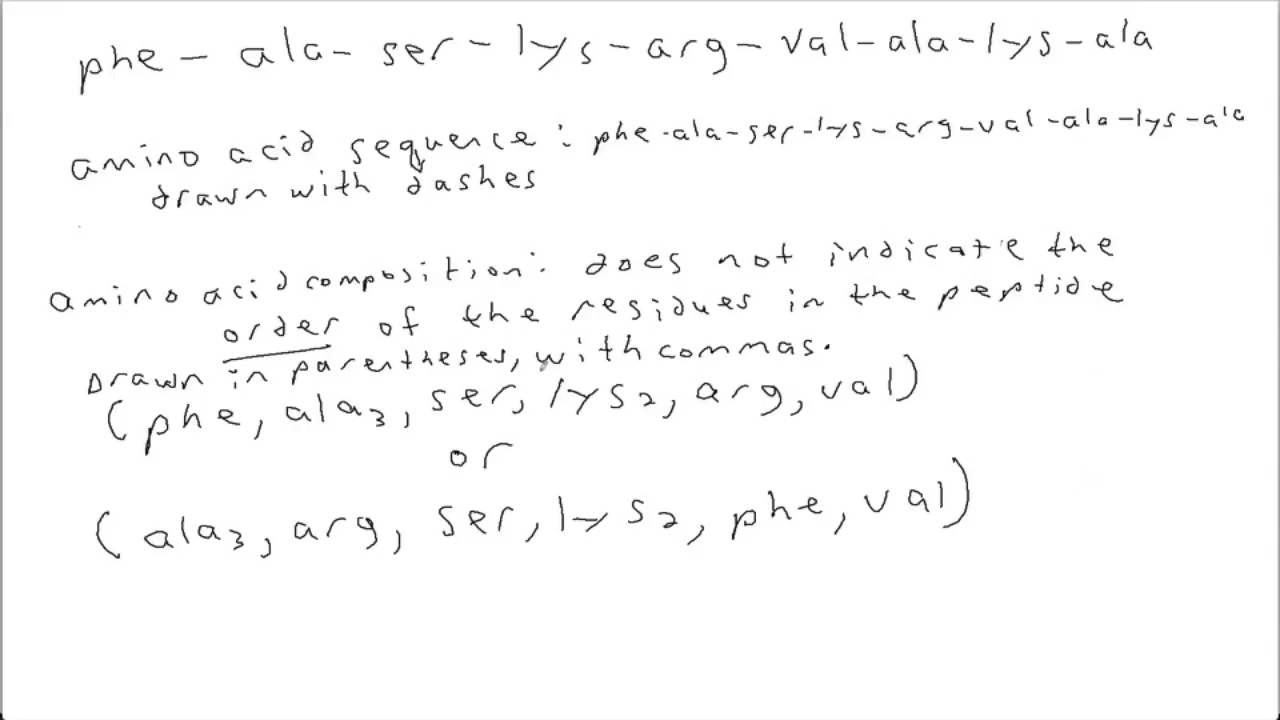 phe - ala - ser - lys - arg - val - ala - lys - ala
amino acid sequence : phe-ala-ser-lys-arg-val-ala-lys-ala
drawn with dashes
amino acid composition: does not indicate the
order of the residues in the peptide
Drawn in parentheses, with commas.
(phe, ala3, ser, lys2, arg, val)
or
(ala3, arg, ser, lys2, phe, val)